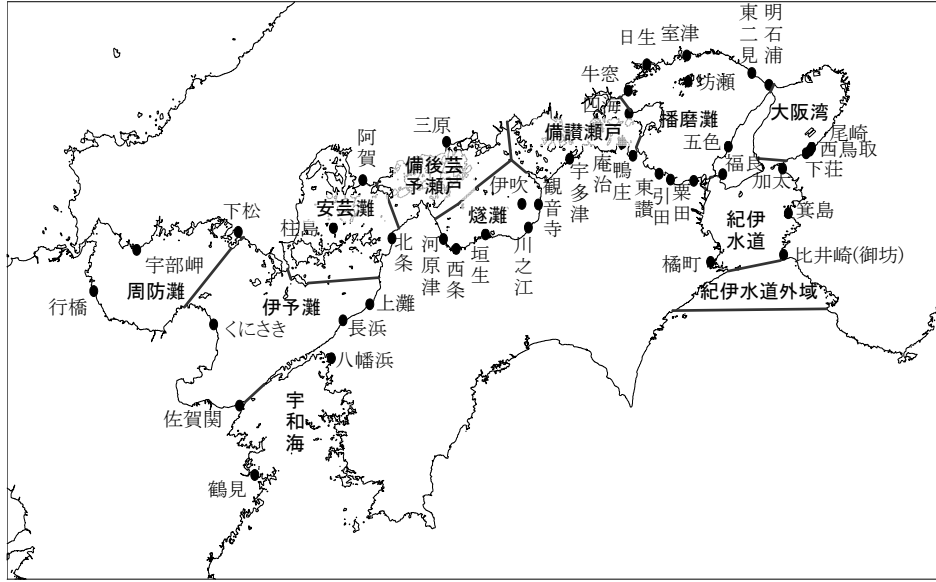 東二見
明石浦
室津
日生
牛窓
坊瀬
四海
播磨灘
大阪湾
備讃瀬戸
三原
阿賀
備後芸
予瀬戸
五色
尾崎
西鳥取
下荘
福良
加太
庵治
鴨庄
東讃
引田
粟田
宇多津
伊吹
観音寺
安芸灘
柱島
燧灘
箕島
紀伊
水道
下松
北条
河原津
西条
垣生
川之江
宇部岬
橘町
比井崎(御坊)
行橋
周防灘
伊予灘
紀伊水道外域
上灘
くにさき
長浜
八幡浜
佐賀関
宇和海
鶴見